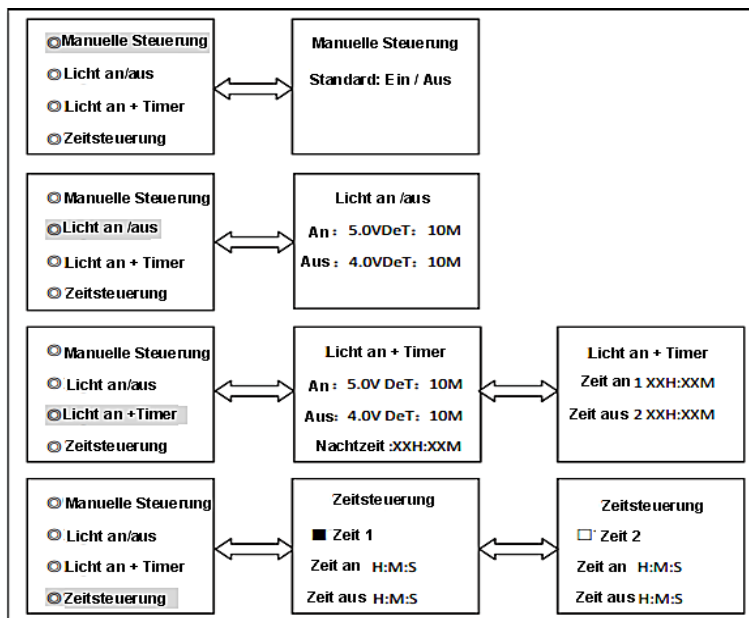 Manuelle Steuerung
Licht an/aus
Licht an + Timer
Zeitsteuerung
Manuelle Steuerung
Standard: Ein / Aus
Manuelle Steuerung
Licht an /aus
Licht an + Timer
Zeitsteuerung
Licht an /aus
An: 5.0VDeT: 10M
Aus: 4.0VDeT: 10M
Manuelle Steuerung
Licht an/aus
Licht an +Timer
Zeitsteuerung
Licht an + Timer
An: 5.0V DeT: 10M
Aus: 4.0V DeT: 10M
Nachtzeit :XXH:XXM
Licht an + Timer
Zeit an 1 XXH:XXM
Zeit aus 2 XXH:XXM
Manuelle Steuerung
Licht an/aus
Licht an + Timer
Zeitsteuerung
Zeitsteuerung
Zeit 1
Zeit an H:M:S
Zeit aus H:M:S
Zeitsteuerung
Zeit 2
Zeit an H:M:S
Zeit aus H:M:S